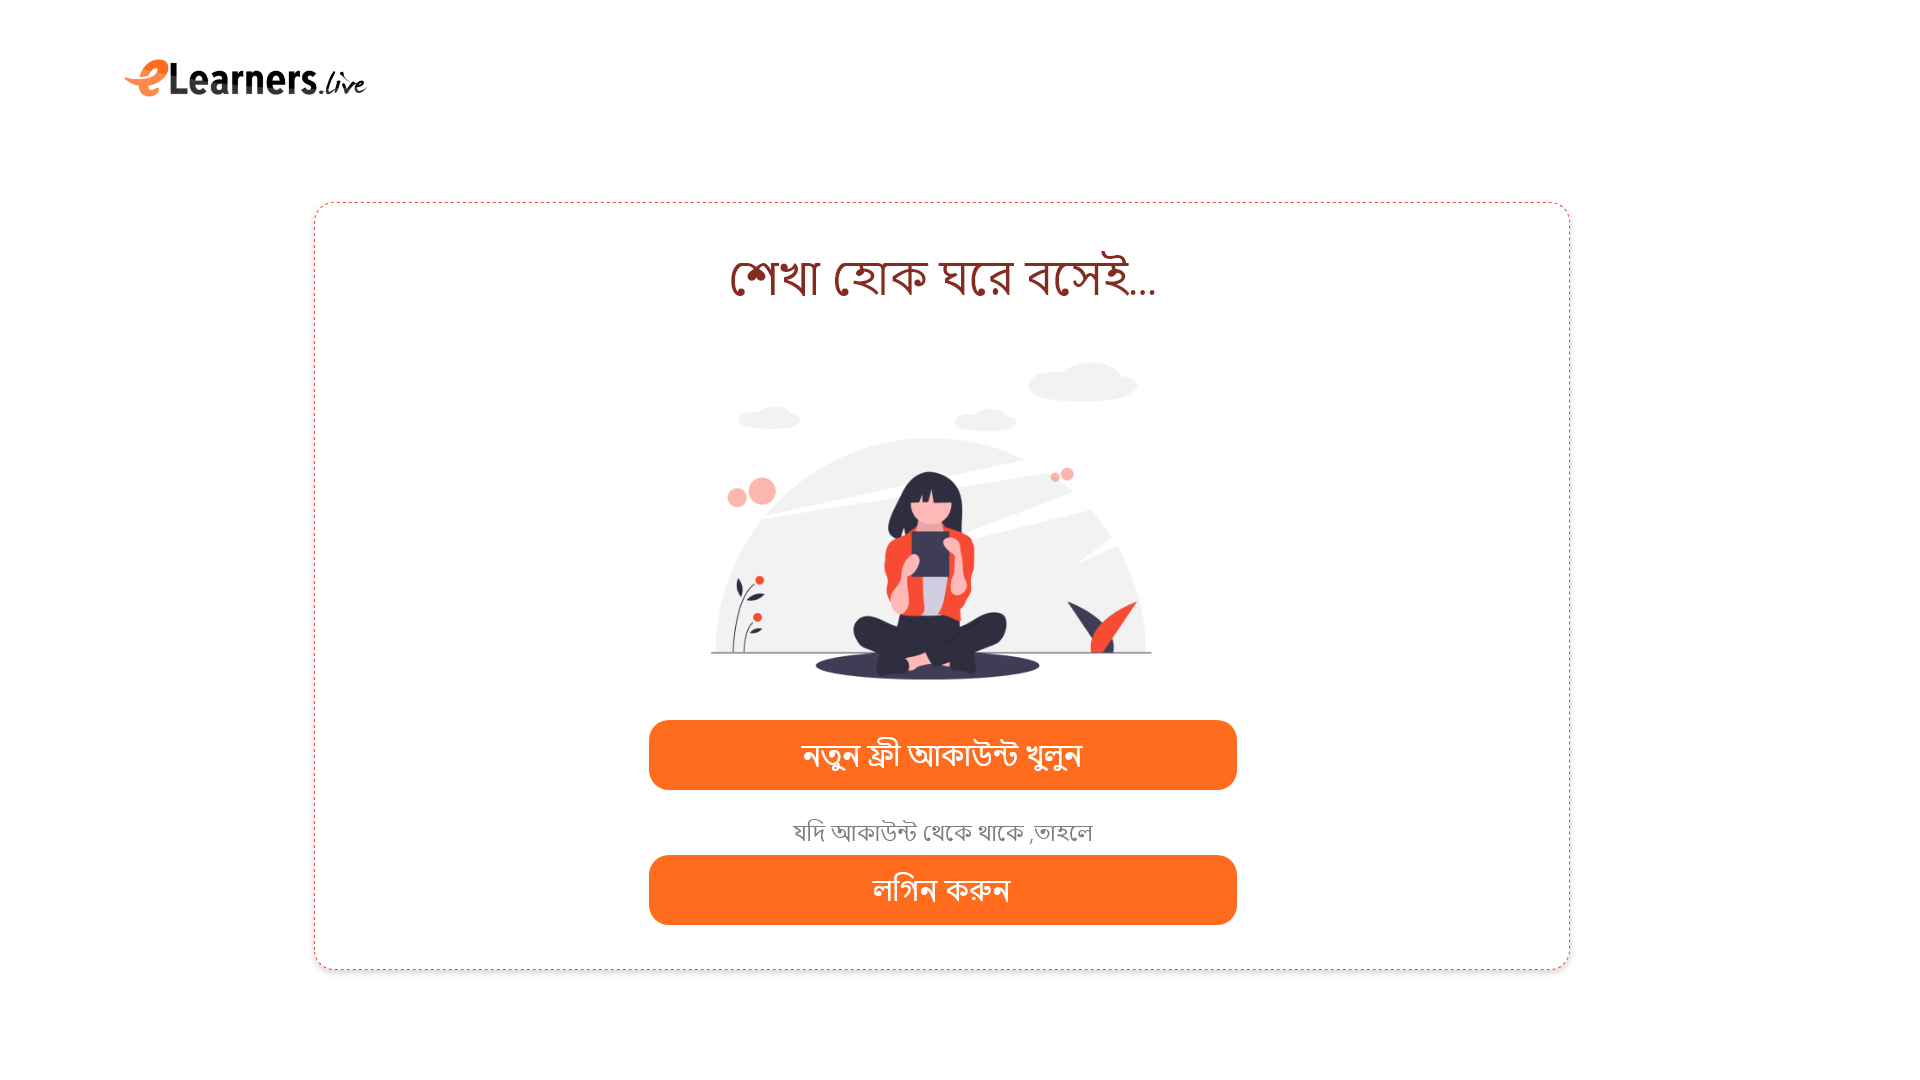 eLearners.live
শেখা হোক ঘরে বসেই...
নতুন ফ্রী আকাউন্ট খুলুন
যদি আকাউন্ট থেকে থাকে ,তাহলে
লগিন করুন